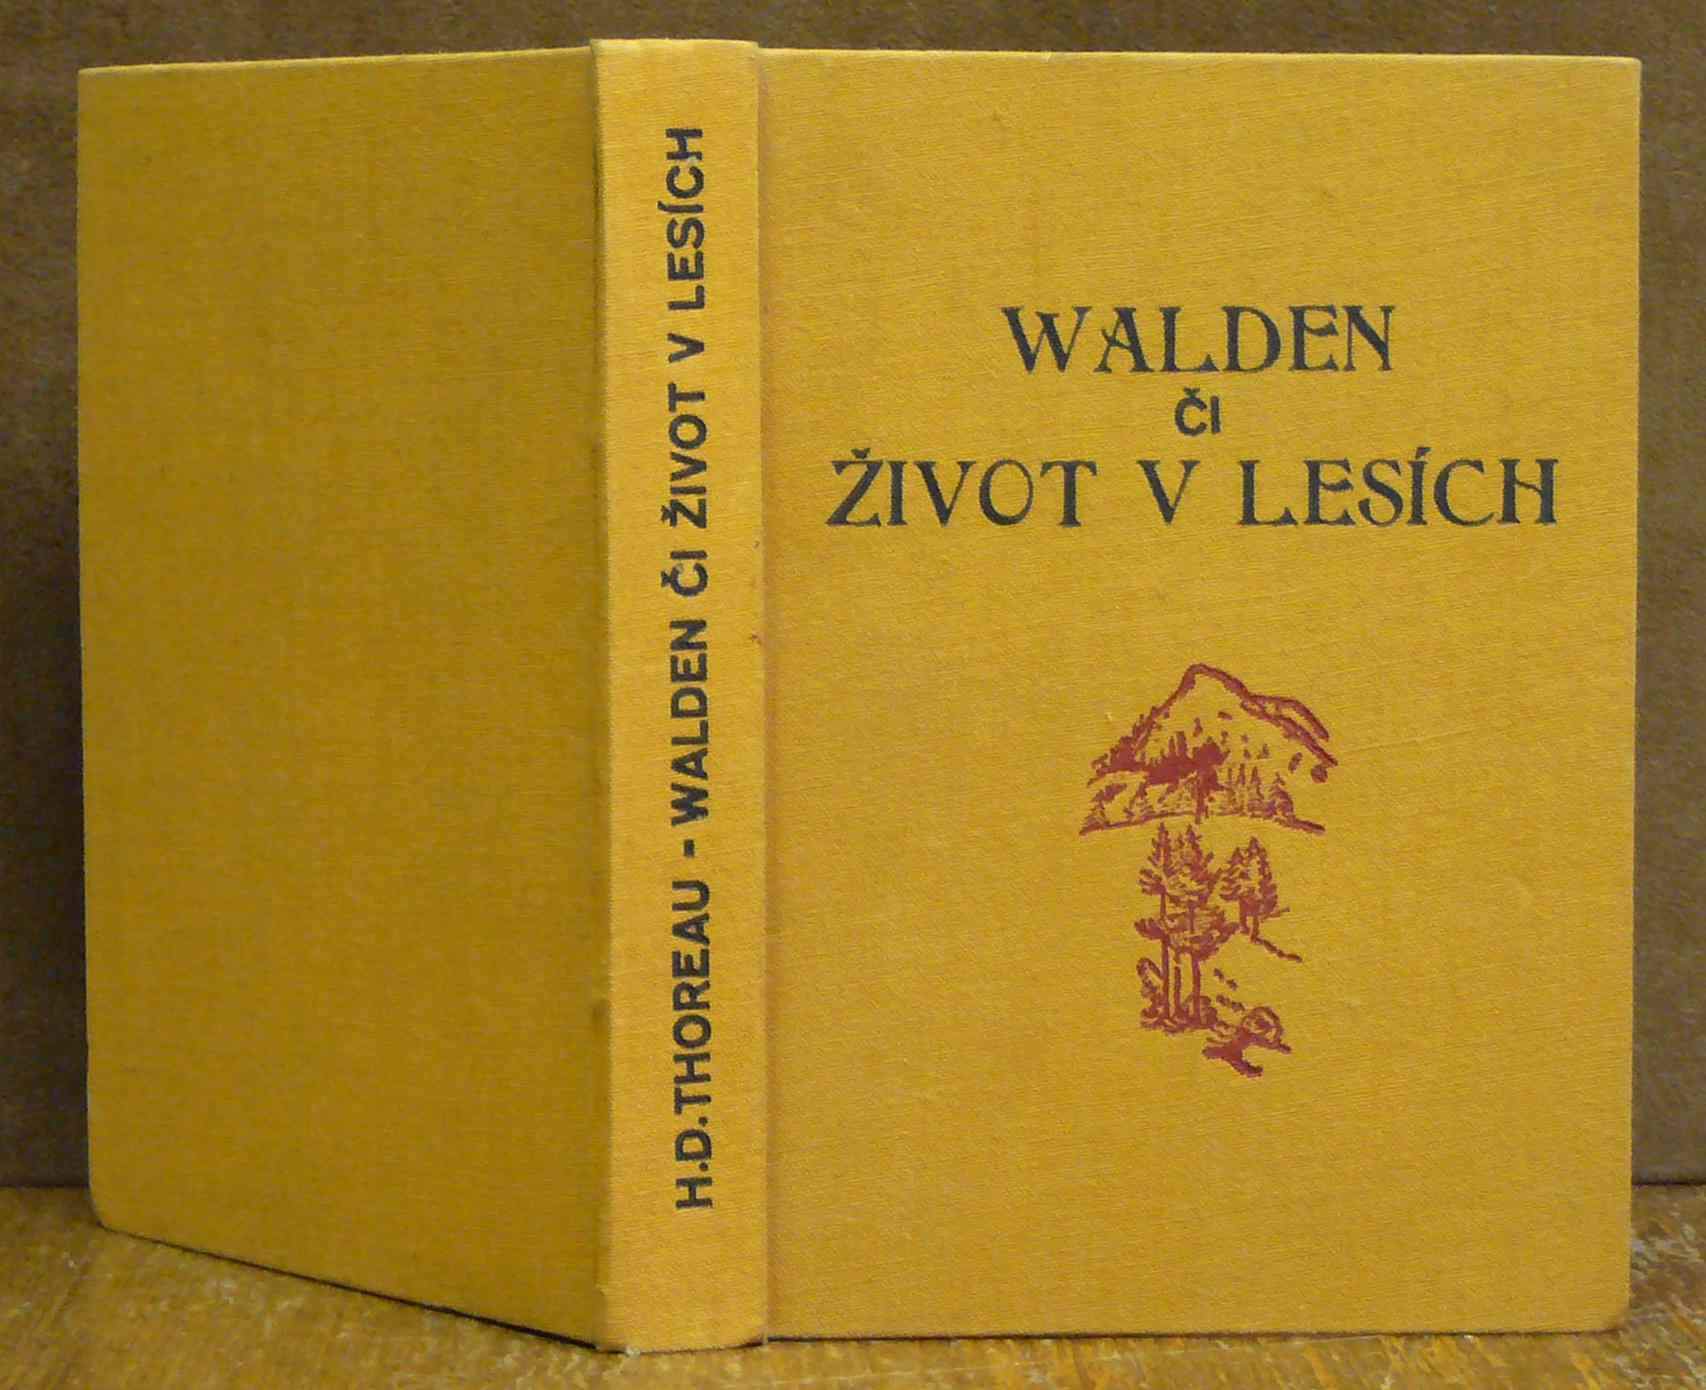 H.D.THOREAU - WALDEN ČI ŽIVOT V LESÍCH
WALDEN
ČI
ŽIVOT V LESÍCH